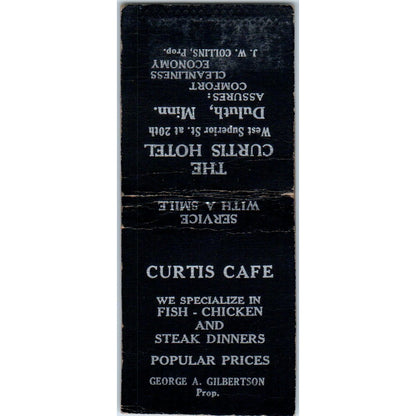 THE
CURTIS HOTEL
West Superior St. at 20th
Duluth, Minn.
ASSURES:
COMFORT
CLEANLINESS
ECONOMY
J. W. COLLINS, Prop.
SERVICE
WITH A SMILE
CURTIS CAFE
WE SPECIALIZE IN
FISH - CHICKEN
AND
STEAK DINNERS
POPULAR PRICES
GEORGE A. GILBERTSON
Prop.